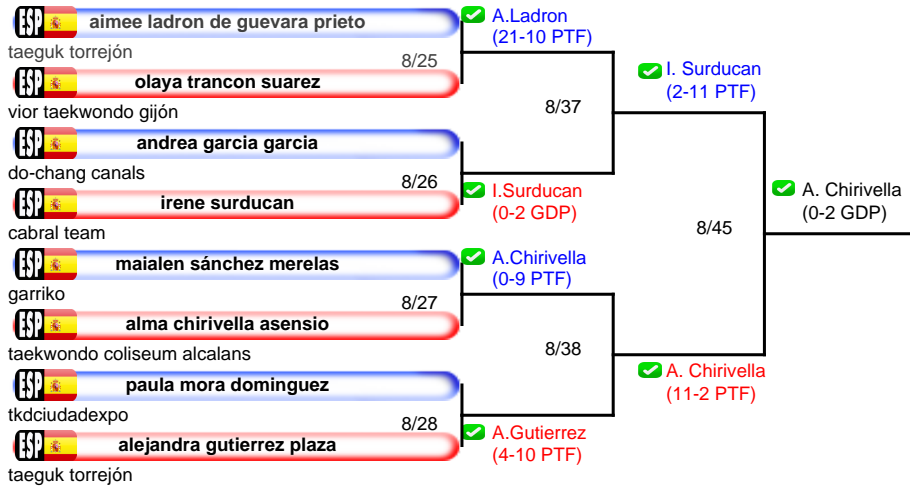 ESP aimee ladron de guevara prieto
taeguk torrejón
8/25
ESP olaya trancon suarez
vior taekwondo gijón
A.Ladron
(21-10 PTF)
8/37
I. Surducan
(2-11 PTF)
ESP andrea garcia garcia
do-chang canals
8/26
ESP irene surducan
cabral team
I.Surducan
(0-2 GDP)
8/45
A. Chirivella
(0-2 GDP)
ESP maialen sánchez merelas
garriko
8/27
ESP alma chirivella asensio
taekwondo coliseum alcalans
A.Chirivella
(0-9 PTF)
8/38
A. Chirivella
(11-2 PTF)
ESP paula mora dominguez
tkdciudadexpo
8/28
ESP alejandra gutierrez plaza
taeguk torrejón
A.Gutierrez
(4-10 PTF)